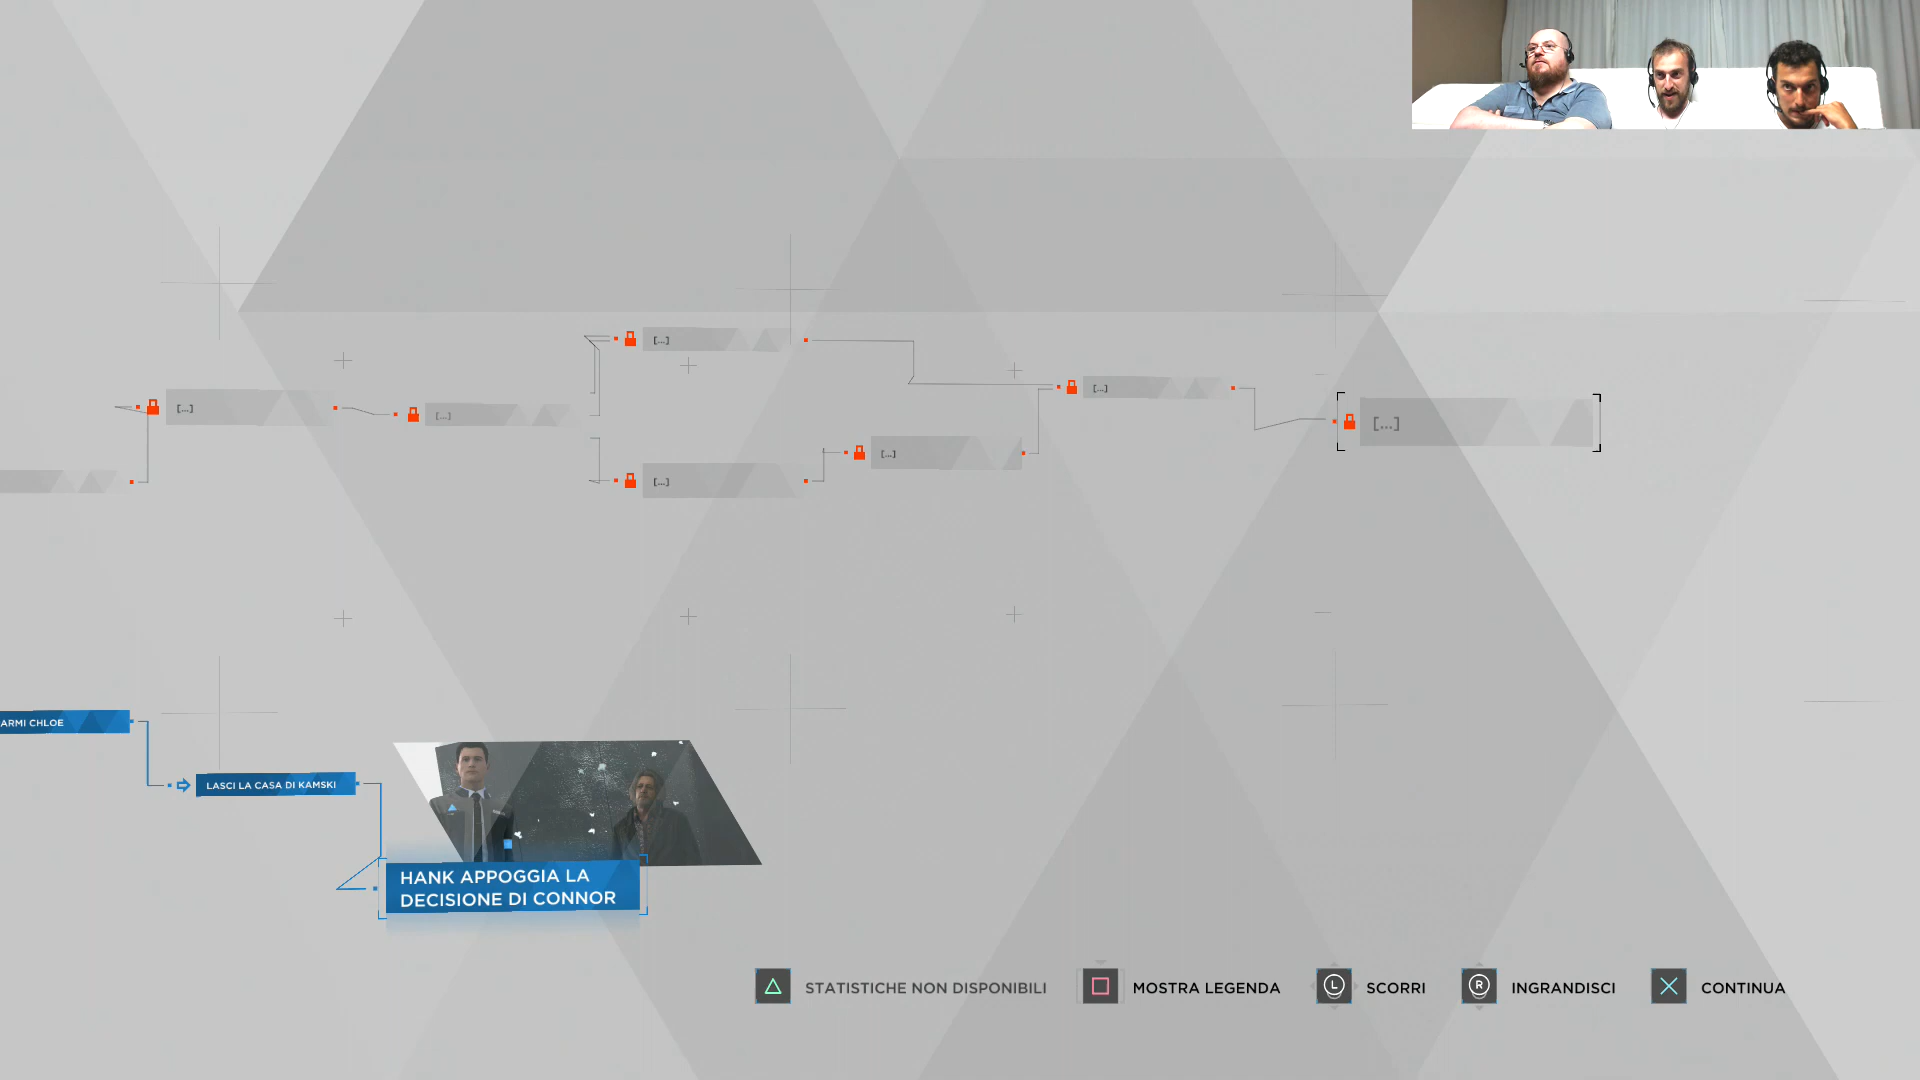 [...]
[...]
[...]
[...]
[...]
[...]
[...]
ARMI CHLOE
LASCI LA CASA DI KAMSKI
HANK APPOGGIA LA
DECISIONE DI CONNOR
STATISTICHE NON DISPONIBILI
MOSTRA LEGENDA
L
SCORRI
R
INGRANDISCI
CONTINUA